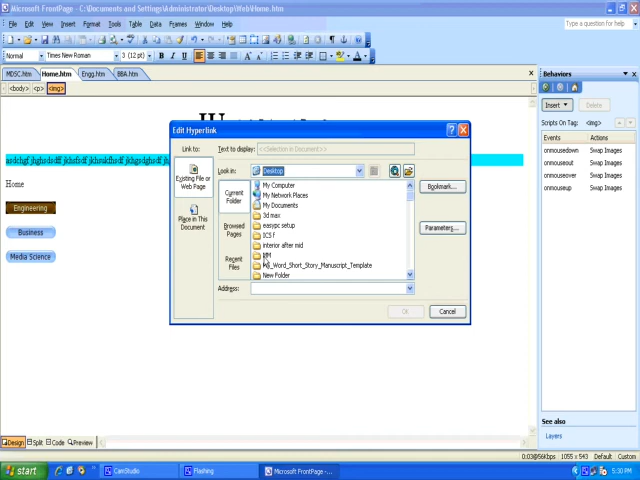 Microsoft FrontPage - C:\Documents and Settings\Administrator\Desktop\Web\Home.htm
File Edit View Insert Format Tools Table Data Frames Window Help
Type a question for help
Normal Times New Roman 3 (12 pt) B I U
MDSC.htm Home.htm Engg.htm BBA.htm
<body> <p> <img>
Home
Engineering
Business
Media Science
Edit Hyperlink
Link to:
Text to display: <<Selection in Document>>
Existing File or Web Page
Place in This Document
Look in: Desktop
Current Folder
Browsed Pages
Recent Files
My Computer
My Network Places
My Documents
3d max
easypc setup
ICS f
interior after mid
MM
_Word_Short_Story_Manuscript_Template
New Folder
Address:
Bookmark...
Parameters...
OK
Cancel
Behaviors
Insert
Delete
Scripts On Tag: <img>
Events Actions
onmousedown Swap Images
onmouseout Swap Images
onmouseover Swap Images
onmouseup Swap Images
See also
Layers
Design Split Code Preview
0:03@56Kbps 1055 x 543 Default Custom
start
CamStudio
Flashing
Microsoft FrontPage - ...
5:30 PM